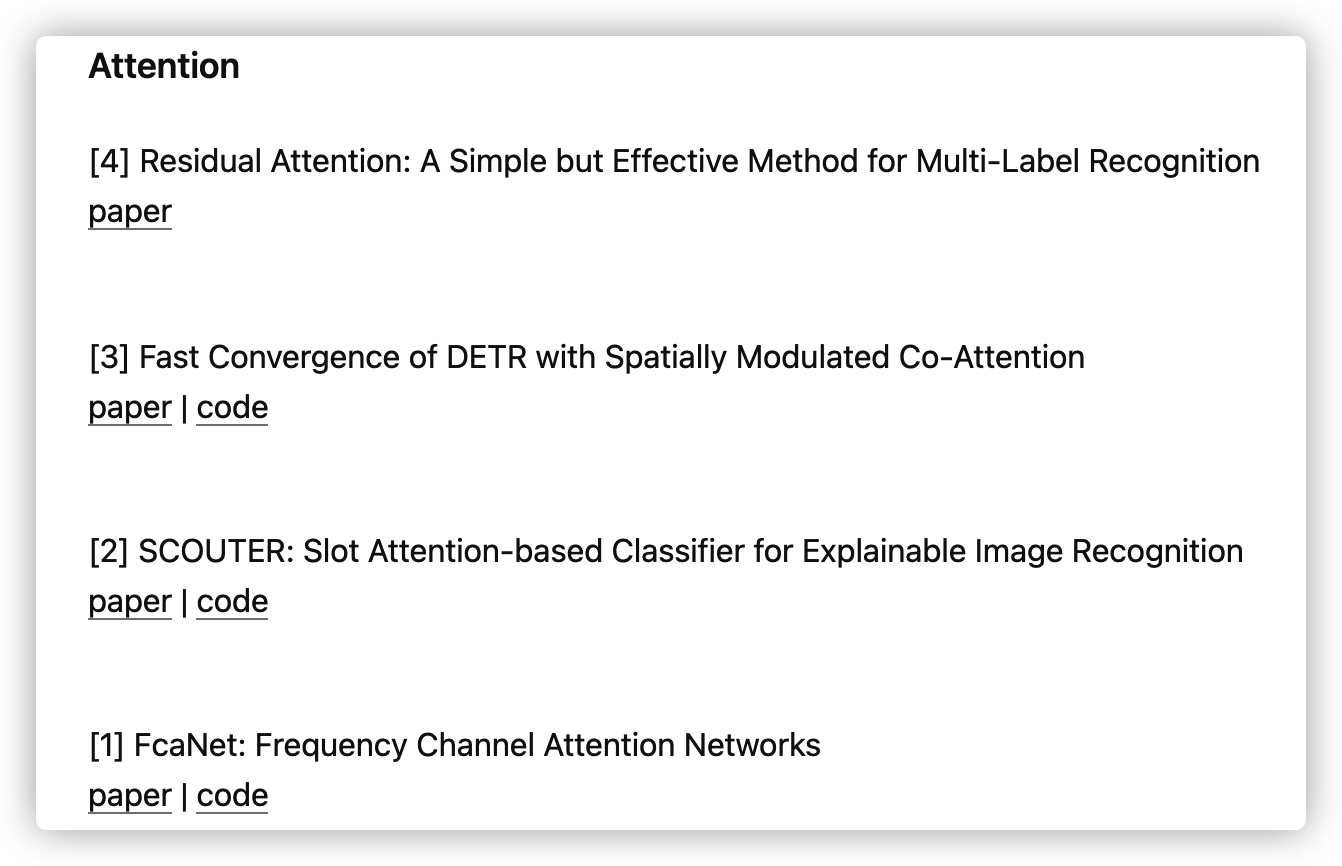 Attention
[4] Residual Attention: A Simple but Effective Method for Multi-Label Recognition
paper
[3] Fast Convergence of DETR with Spatially Modulated Co-Attention
paper | code
[2] SCOUTER: Slot Attention-based Classifier for Explainable Image Recognition
paper | code
[1] FcaNet: Frequency Channel Attention Networks
paper | code